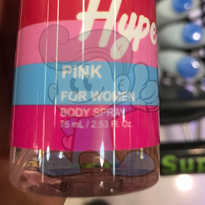 Hype
PINK
FOR WOMEN
BODY SPRAY
75 mL / 2.53 fl. Oz.